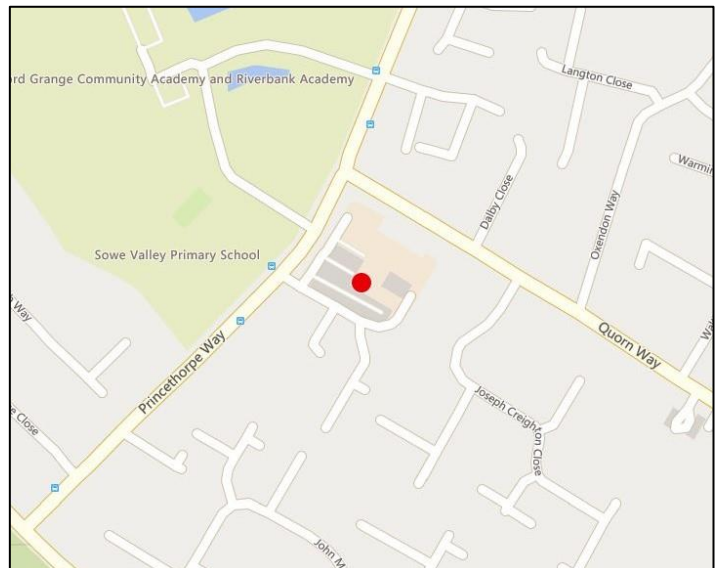 ord Grange Community Academy and Riverbank Academy
Langton Close
Warmin
Dalby Close
Oxendon Way
Sowe Valley Primary School
Way
Quorn Way
Princethorpe Way
Joseph Creighton Close
e Close
John M